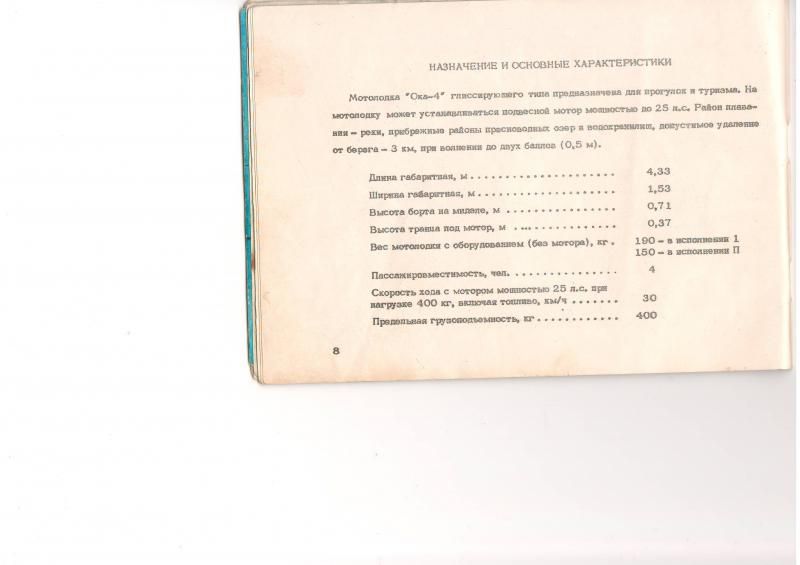 НАЗНАЧЕНИЕ И ОСНОВНЫЕ ХАРАКТЕРИСТИКИ
Мотолодка "Ока-4" глиссирующего типа предназначена для прогулок и туризма. На
мотолодку может устанавливаться подвесной мотор мощностью до 25 л.с. Район плава-
ния – реки, прибрежные районы пресноводных озер и водохранилищ, допустимое удаление
от берега – 3 км, при волнении до двух баллов (0,5 м).
Длина габаритная, м . . . . . . . . . . . . . . . . . . . . . 4,33
Ширина габаритная, м . . . . . . . . . . . . . . . . . . . . 1,53
Высота борта на миделе, м . . . . . . . . . . . . . . . . 0,71
Высота транца под мотор, м . . . . . . . . . . . . . . . 0,37
Вес мотолодки с оборудованием (без мотора), кг . 190 – в исполнении 1
150 – в исполнении П
Пассажировместимость, чел. . . . . . . . . . . . . . . . 4
Скорость хода с мотором мощностью 25 л.с. при
нагрузке 400 кг, включая топливо, км/ч . . . . . . . 30
Предельная грузоподъемность, кг . . . . . . . . . . . . 400
8